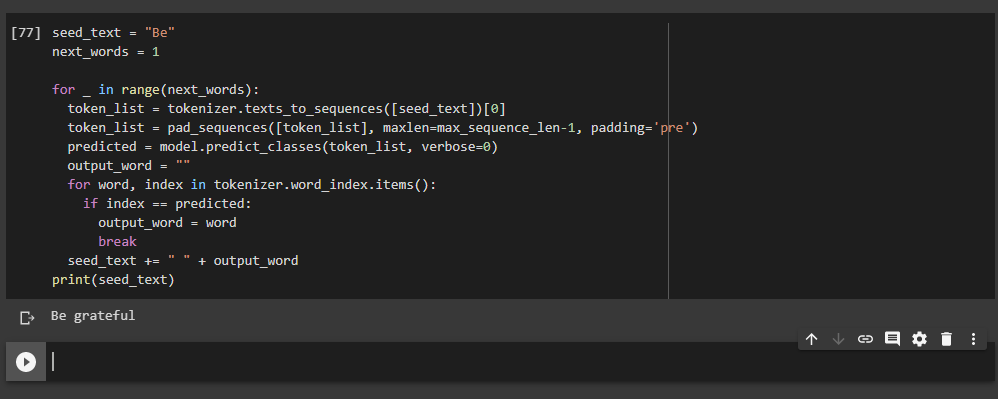 [77] seed_text = "Be"
next_words = 1
for _ in range(next_words):
token_list = tokenizer.texts_to_sequences([seed_text])[0]
token_list = pad_sequences([token_list], maxlen=max_sequence_len-1, padding='pre')
predicted = model.predict_classes(token_list, verbose=0)
output_word = ""
for word, index in tokenizer.word_index.items():
if index == predicted:
output_word = word
break
seed_text += " " + output_word
print(seed_text)
Be grateful